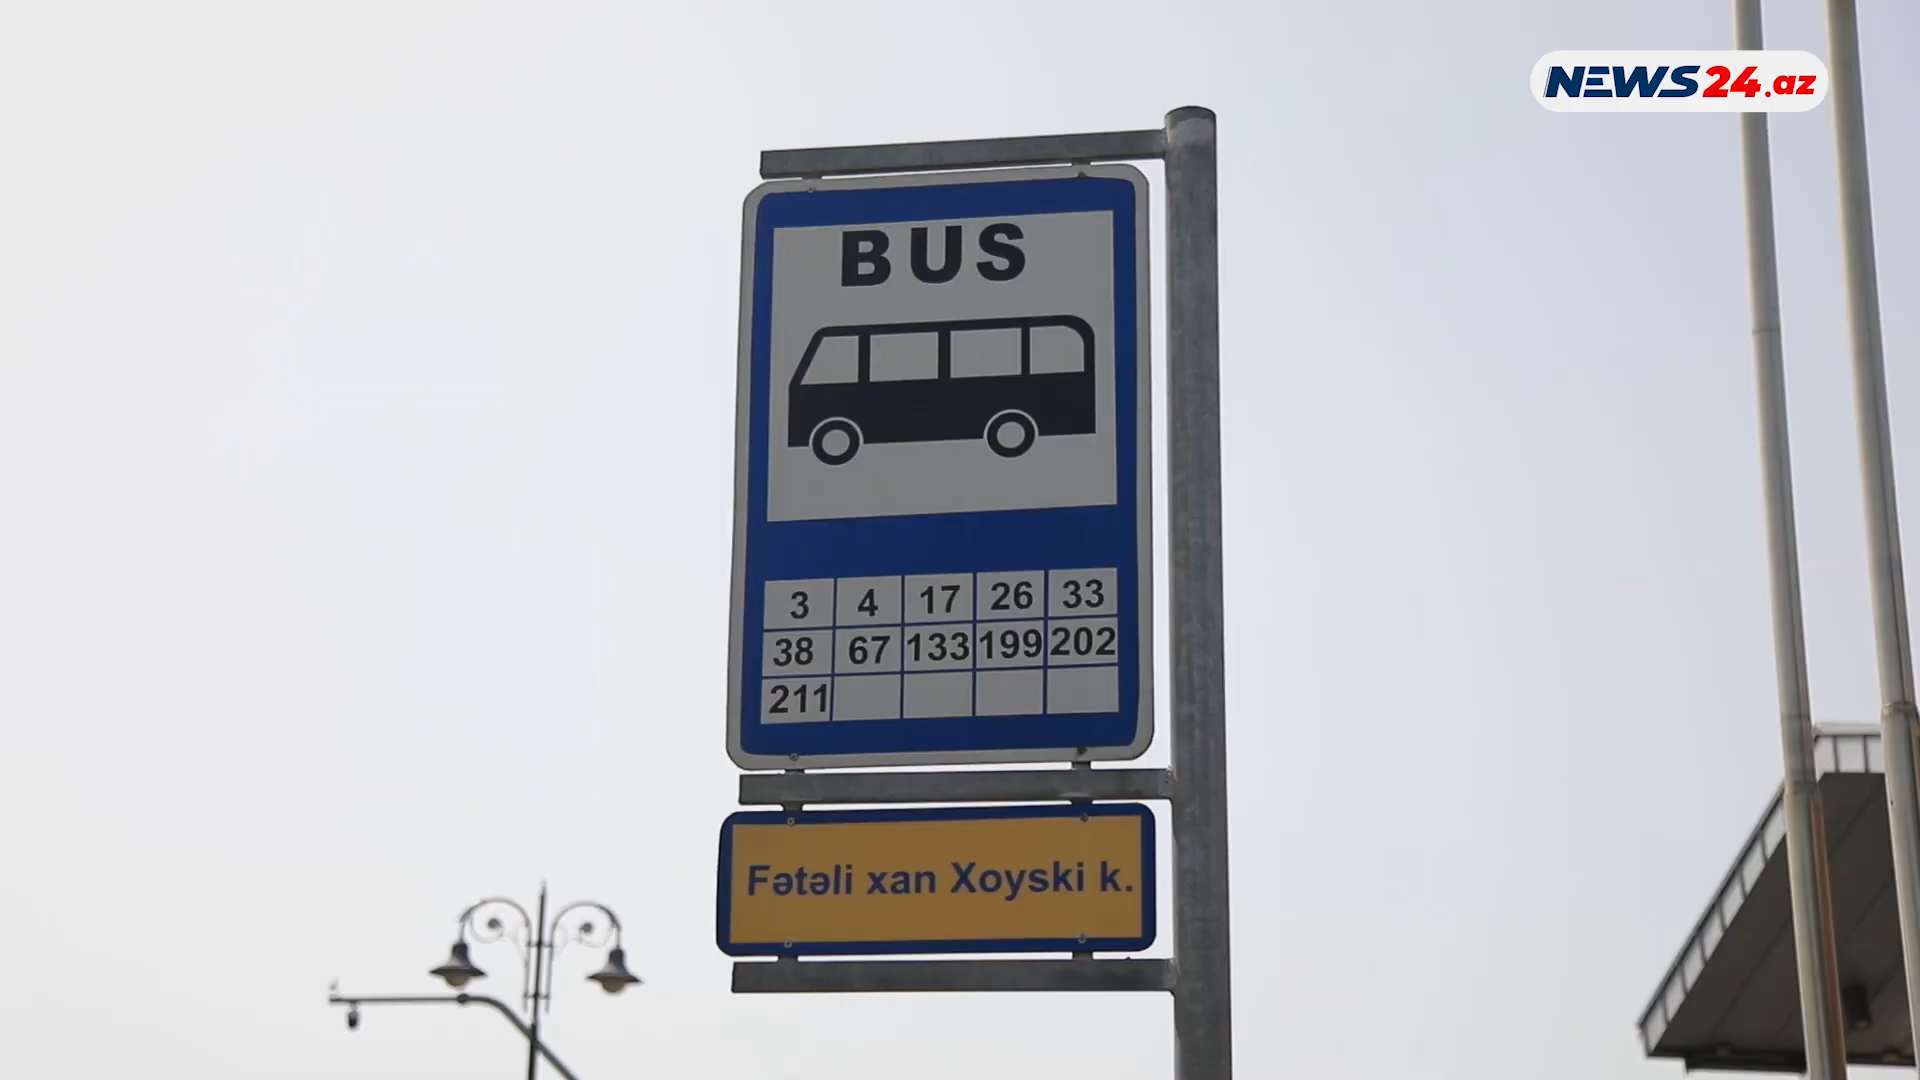 NEWS24.az
BUS
3 4 17 26 33
38 67 133 199 202
211
Fətəli xan Xoyski k.